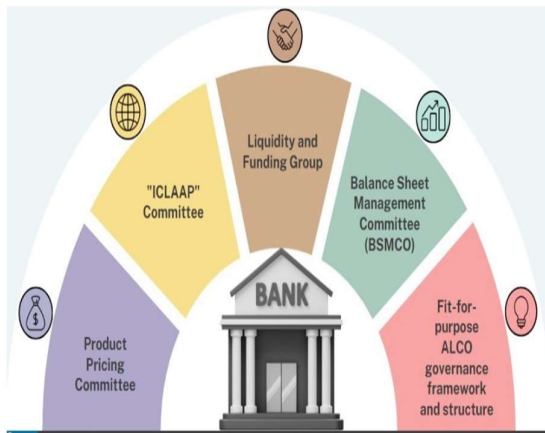 Product
Pricing
Committee
"ICLAAP"
Committee
Liquidity and
Funding Group
Balance Sheet
Management
Committee
(BSMCO)
Fit-for-
purpose
ALCO
governance
framework
and structure
BANK
$